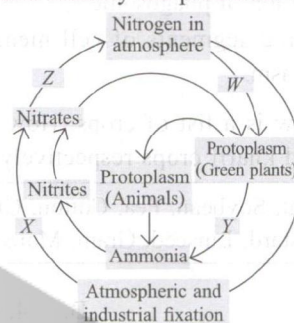 Nitrogen in
atmosphere
Z
W
Nitrates
Protoplasm
(Green plants)
Protoplasm
(Animals)
Nitrites
X
Y
Ammonia
Atmospheric and
industrial fixation